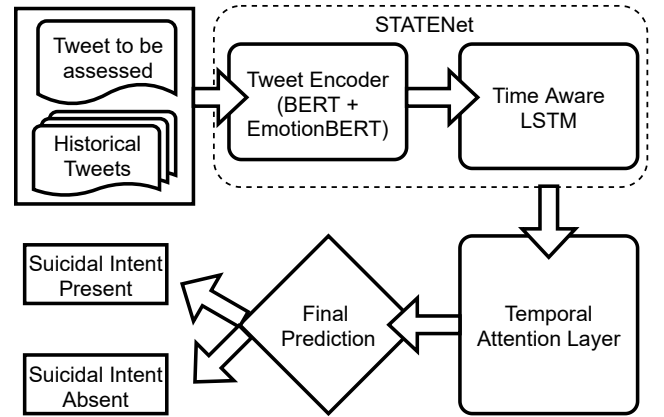 STATENet
Tweet to be
assessed
Historical
Tweets
Tweet Encoder
(BERT +
EmotionBERT)
Time Aware
LSTM
Temporal
Attention Layer
Final
Prediction
Suicidal Intent
Present
Suicidal Intent
Absent